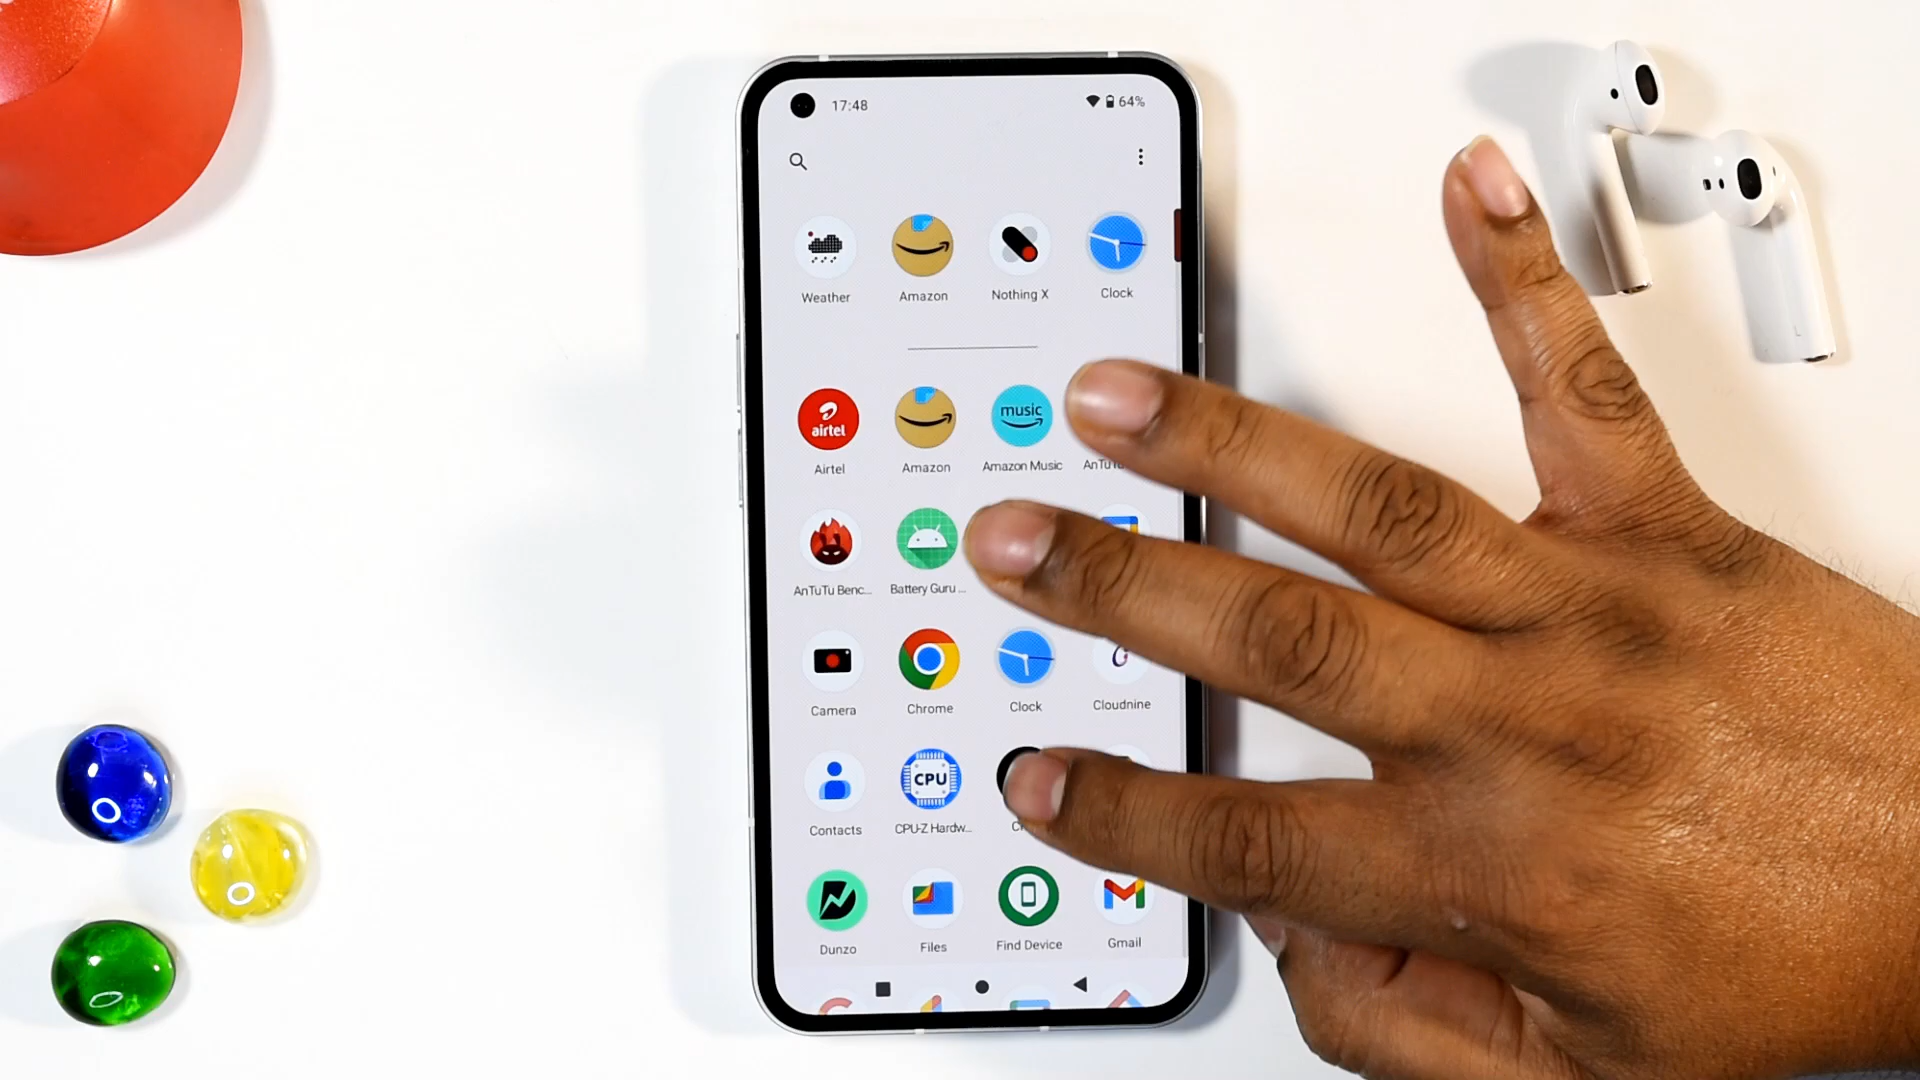 17:48 64%
Weather Amazon Nothing X Clock
airtel music
Airtel Amazon Amazon Music
AnTuTu Benc... Battery Guru ...
Camera Chrome Clock Cloudnine
CPU
Contacts CPU-Z Hardw...
Dunzo Files Find Device Gmail
L